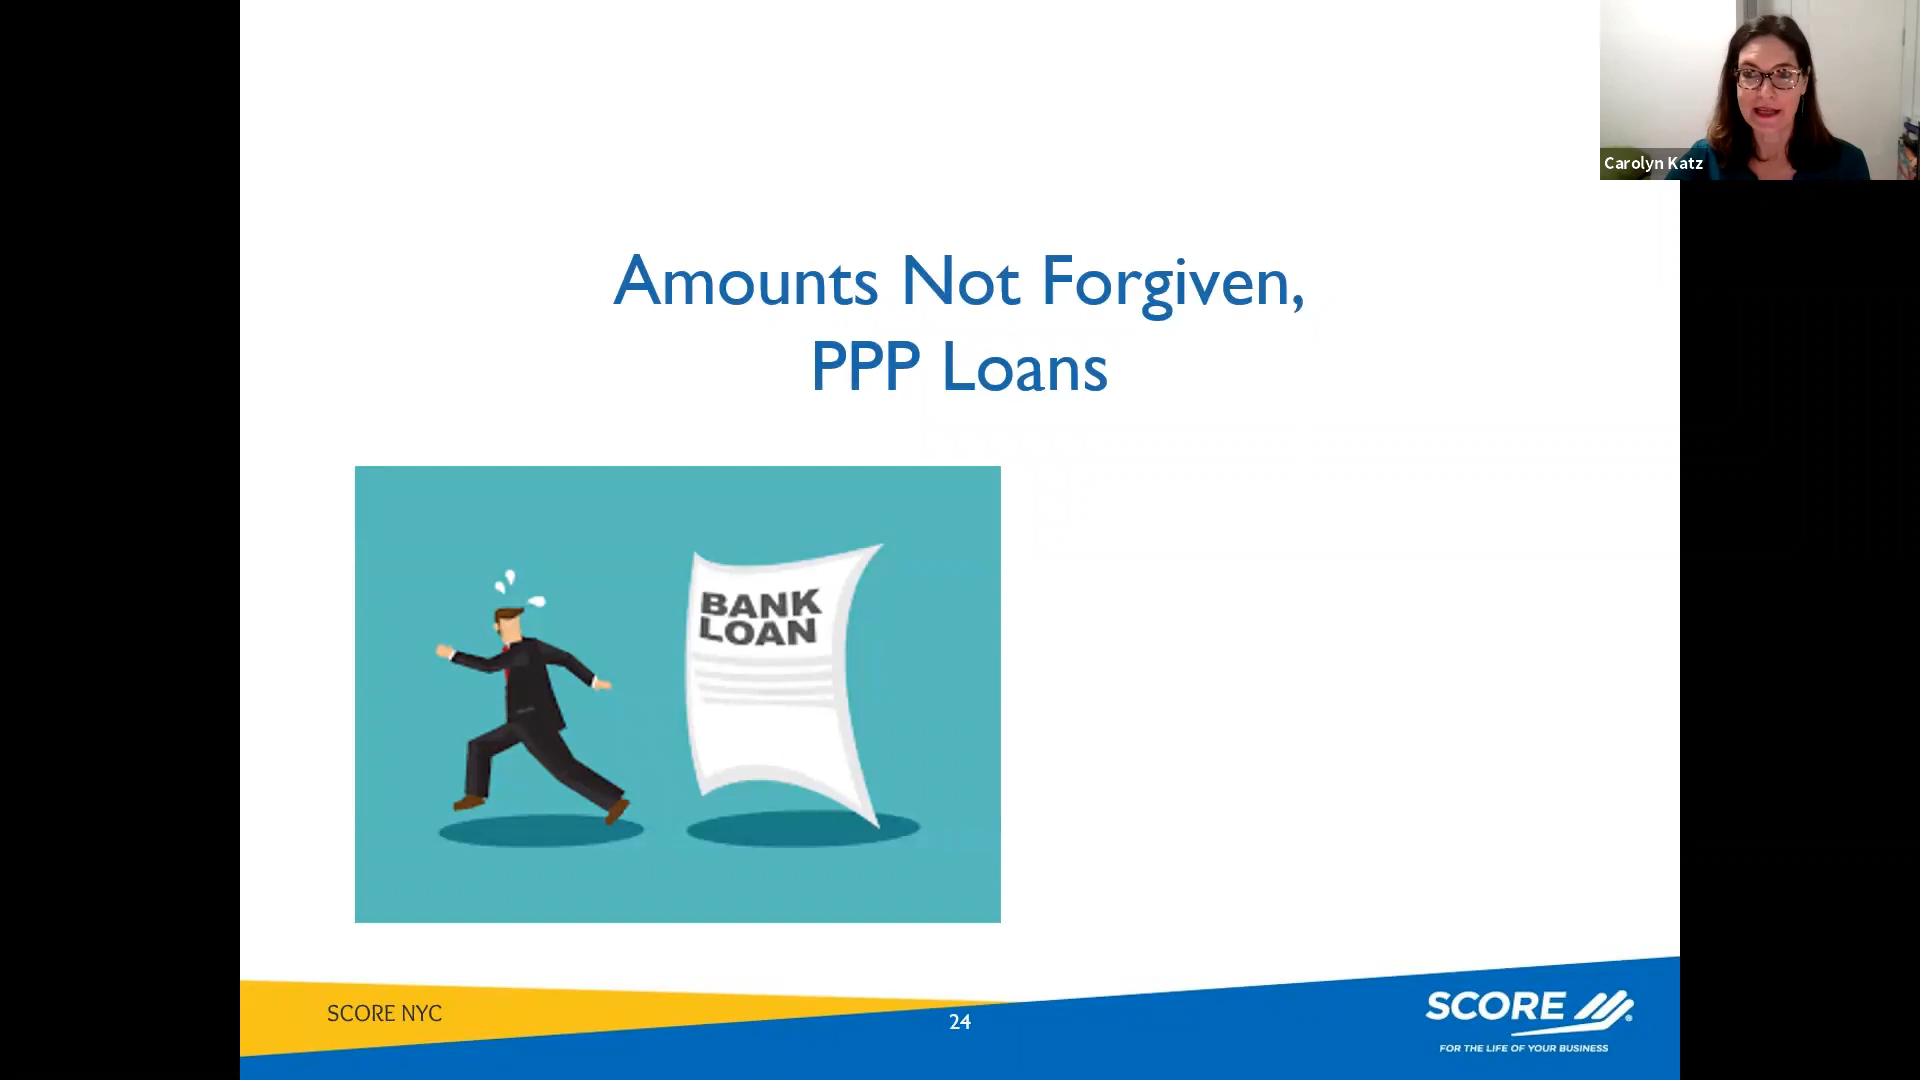 Carolyn Katz
Amounts Not Forgiven,
PPP Loans
BANK
LOAN
SCORE NYC
24
SCORE
FOR THE LIFE OF YOUR BUSINESS